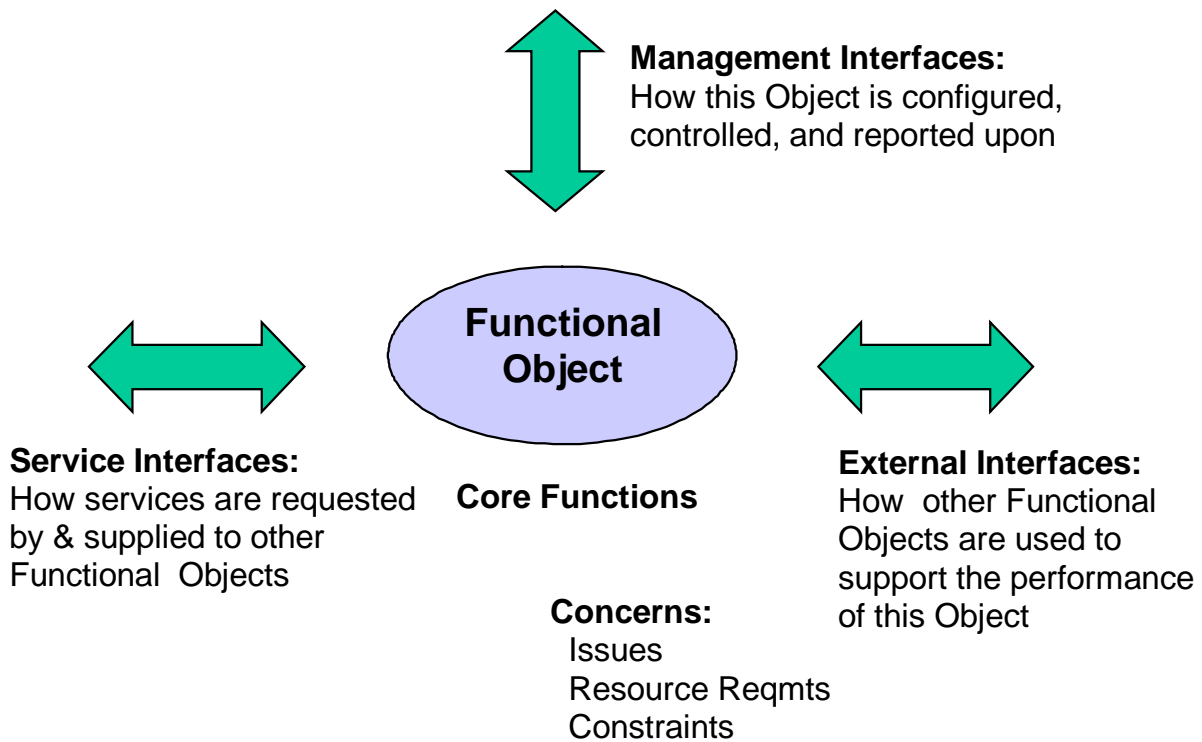 Management Interfaces:
How this Object is configured,
controlled, and reported upon
Functional
Object
Service Interfaces:
How services are requested
by & supplied to other
Functional Objects
Core Functions
External Interfaces:
How other Functional
Objects are used to
support the performance
of this Object
Concerns:
Issues
Resource Reqmts
Constraints